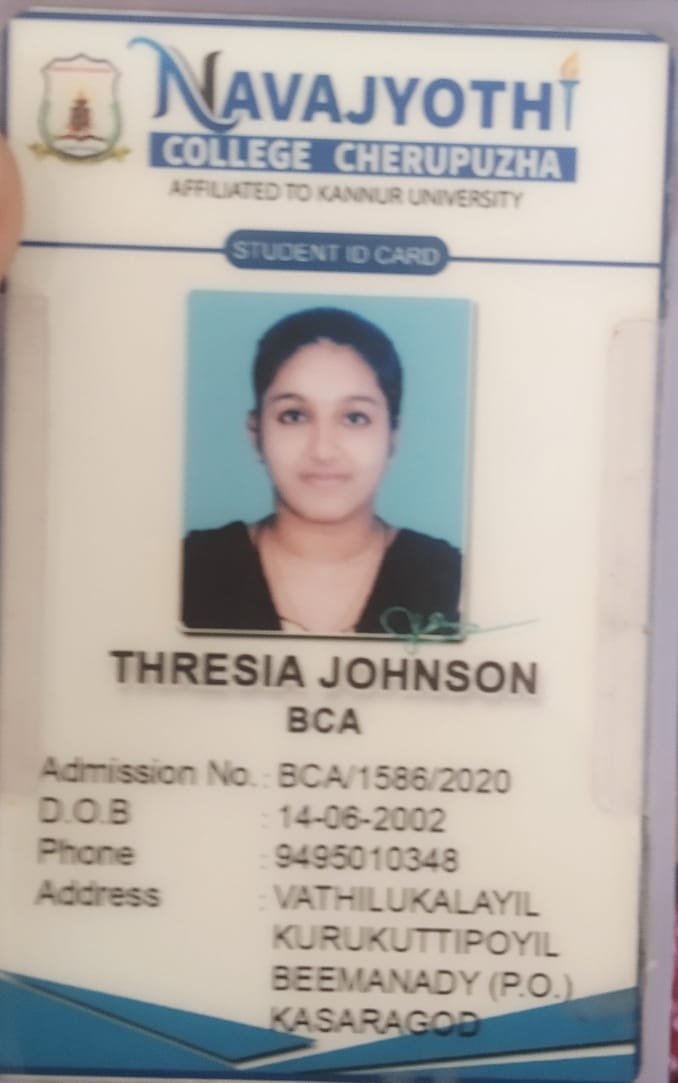 NAVAJYOTHI
COLLEGE CHERUPUZHA
AFFILIATED TO KANNUR UNIVERSITY
STUDENT ID CARD
THRESIA JOHNSON
BCA
Admission No. : BCA/1586/2020
D.O.B : 14-06-2002
Phone : 9495010348
Address : VATHILUKALAYIL
KURUKUTTIPOYIL
BEEMANADY (P.O.)
KASARAGOD